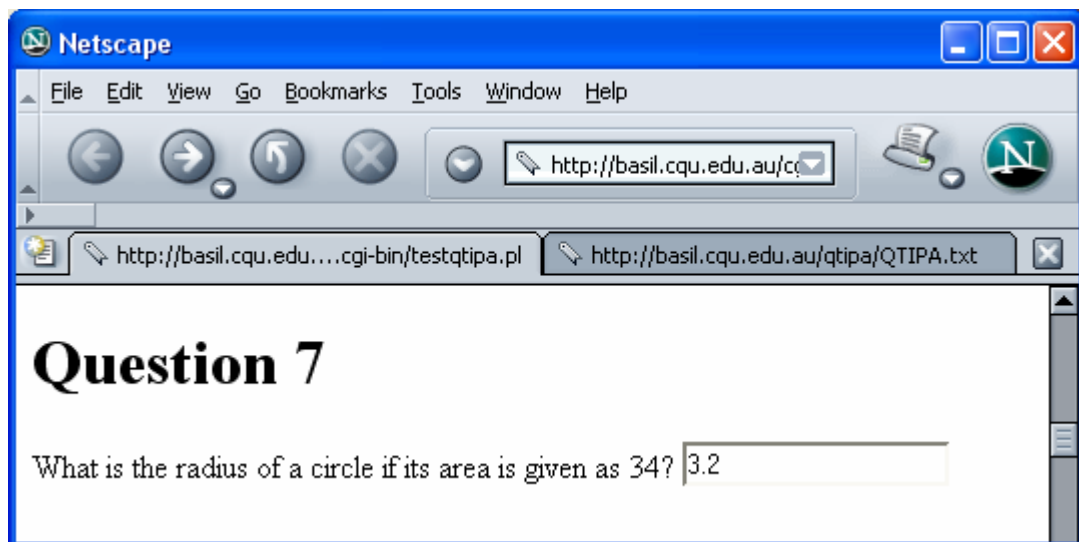 Netscape
File Edit View Go Bookmarks Tools Window Help
http://basil.cqu.edu.au/cg
http://basil.cqu.edu....cgi-bin/testqtipa.pl http://basil.cqu.edu.au/qtipa/QTIPA.txt
Question 7
What is the radius of a circle if its area is given as 34? 3.2